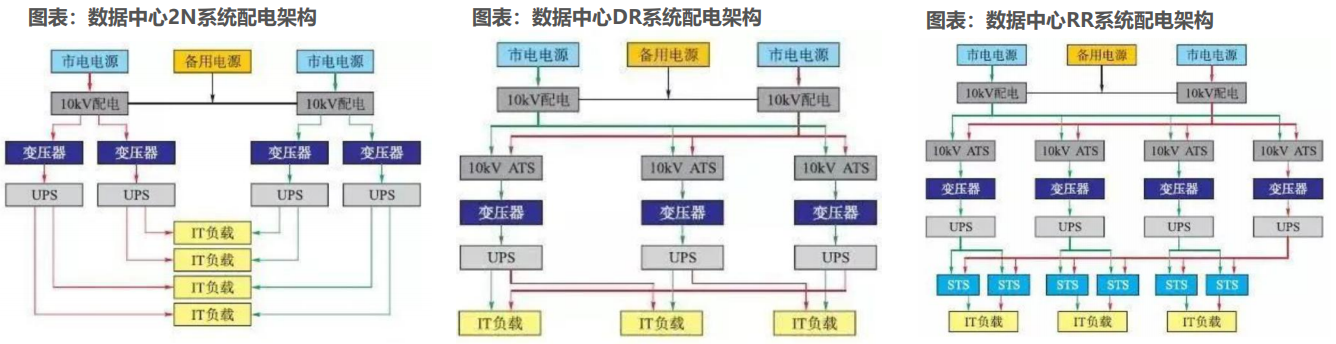 图表：数据中心2N系统配电架构
市电电源
备用电源
市电电源
10kV配电
10kV配电
变压器
变压器
变压器
变压器
UPS
UPS
UPS
UPS
IT负载
IT负载
IT负载
IT负载
图表：数据中心DR系统配电架构
市电电源
备用电源
市电电源
10kV配电
10kV配电
10kV ATS
10kV ATS
10kV ATS
变压器
变压器
变压器
UPS
UPS
UPS
IT负载
IT负载
IT负载
图表：数据中心RR系统配电架构
市电电源
备用电源
市电电源
10kV配电
10kV配电
10kV ATS
10kV ATS
10kV ATS
10kV ATS
变压器
变压器
变压器
变压器
UPS
UPS
UPS
UPS
STS
STS
STS
STS
STS
STS
IT负载
IT负载
IT负载